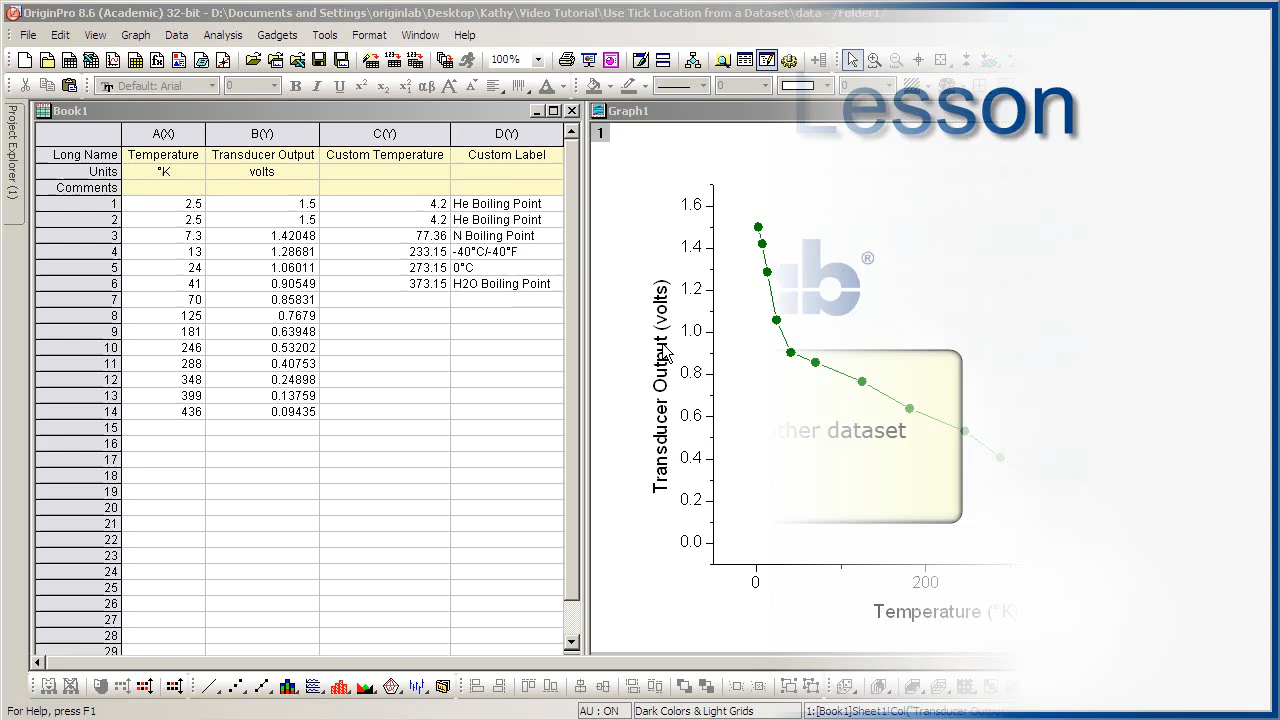 OriginPro 8.6 (Academic) 32-bit - D:\Documents and Settings\originlab\Desktop\Kathy\Video Tutorial\Use Tick Location from a Dataset\data - /Folder1/
File Edit View Tools Format Window Help
100%
Default: Arial
0
0
Lesson
Project Explorer (1)
Book1
A(X) B(Y) C(Y) D(Y)
Long Name Temperature Transducer Output Custom Temperature Custom Label
Units °K volts
Comments
1 2.5 1.5 4.2 He Boiling Point
2 2.5 1.5 4.2 He Boiling Point
3 7.3 1.42048 77.36 N Boiling Point
4 13 1.28681 233.15 -40°C/-40°F
5 24 1.06011 273.15 0°C
6 41 0.90549 373.15 H2O Boiling Point
7 70 0.85831
8 125 0.7679
9 181 0.63948
10 246 0.53202
11 288 0.40753
12 348 0.24898
13 399 0.13759
14 0.09435
15
16
17
18
19
20
21
22
23
24
25
26
27
28
29
Graph1
1
1.6
1.4
1.2
1.0
0.8
0.6
0.4
0.2
0.0
Transducer Output (volts)
0 200
Temperature (°K)
ab®
ther dataset
For Help, press F1
AU : ON
Dark Colors & Light Grids
1:[Book1]Sheet1!Col("Transducer Output